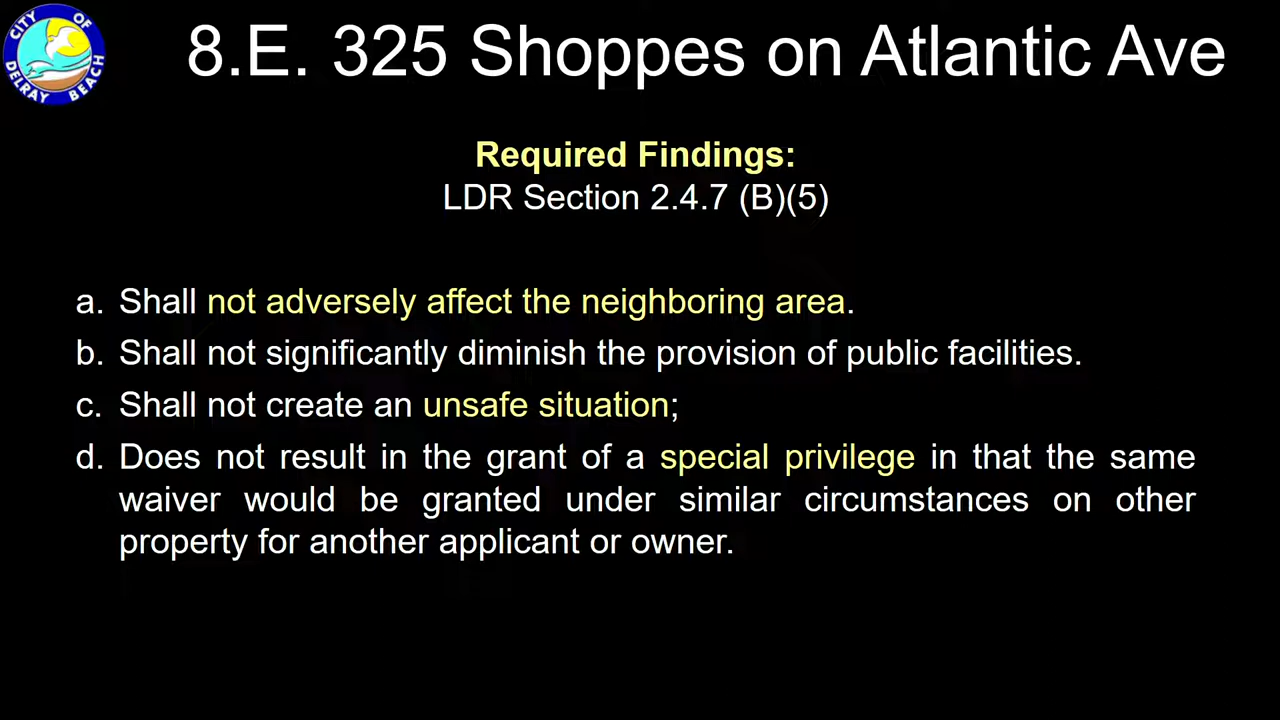 CITY OF
DELRAY BEACH
8.E. 325 Shoppes on Atlantic Ave
Required Findings:
LDR Section 2.4.7 (B)(5)
a. Shall not adversely affect the neighboring area.
b. Shall not significantly diminish the provision of public facilities.
c. Shall not create an unsafe situation;
d. Does not result in the grant of a special privilege in that the same
waiver would be granted under similar circumstances on other
property for another applicant or owner.